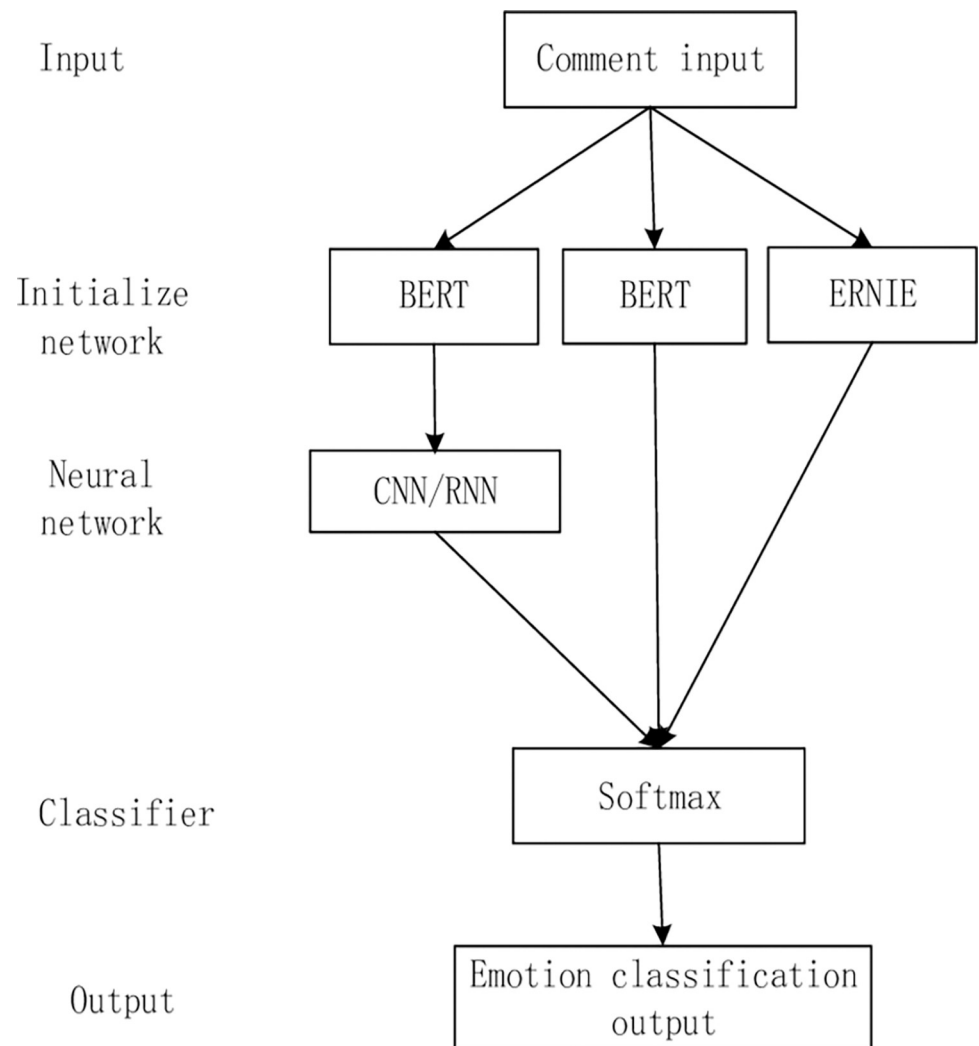 Input
Comment input
Initialize
network
BERT
BERT
ERNIE
Neural
network
CNN/RNN
Classifier
Softmax
Output
Emotion classification
output